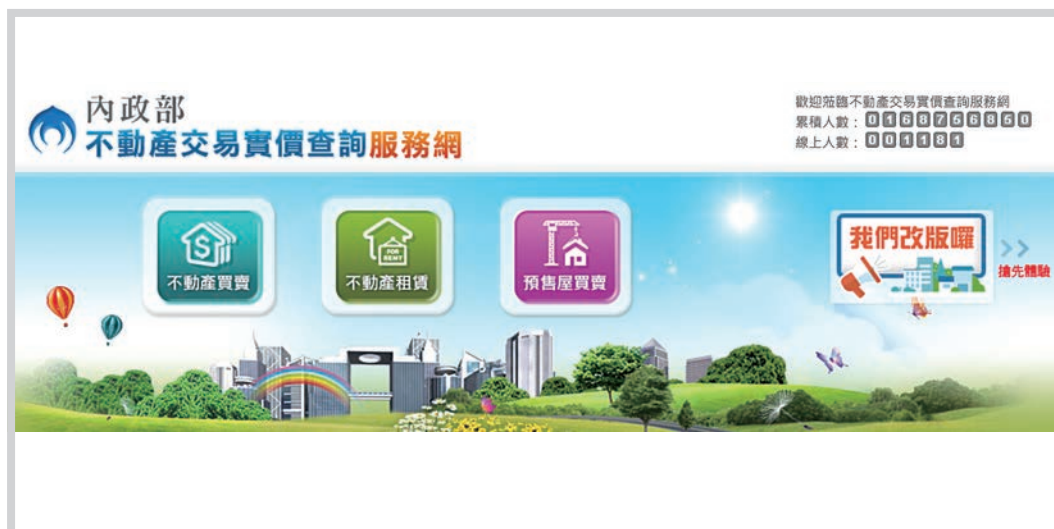 內政部
不動產交易實價查詢服務網
歡迎蒞臨不動產交易實價查詢服務網
累積人數：0168756850
線上人數：001181
不動產買賣
FOR RENT
不動產租賃
預售屋買賣
我們改版囉
搶先體驗